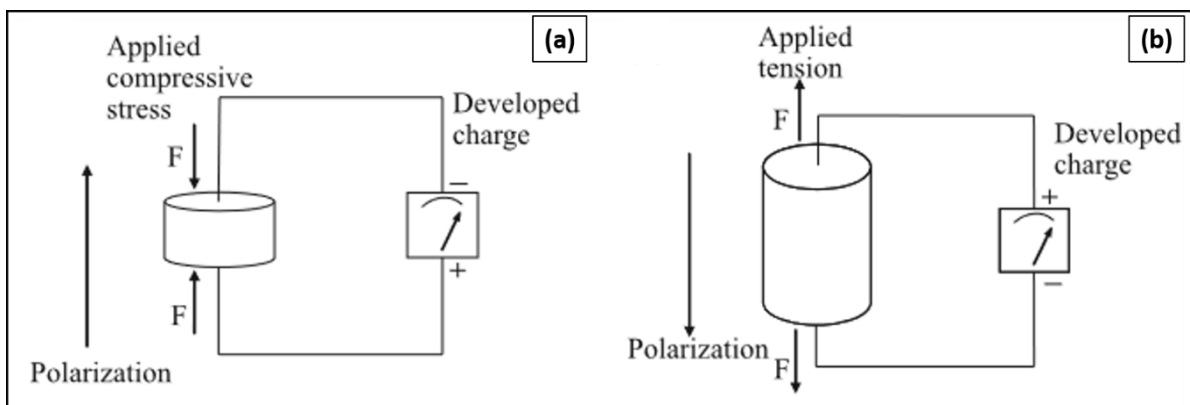 (a)
Applied
compressive
stress
F
Developed
charge
−
+
F
Polarization
(b)
Applied
tension
F
Developed
charge
+
−
Polarization
F